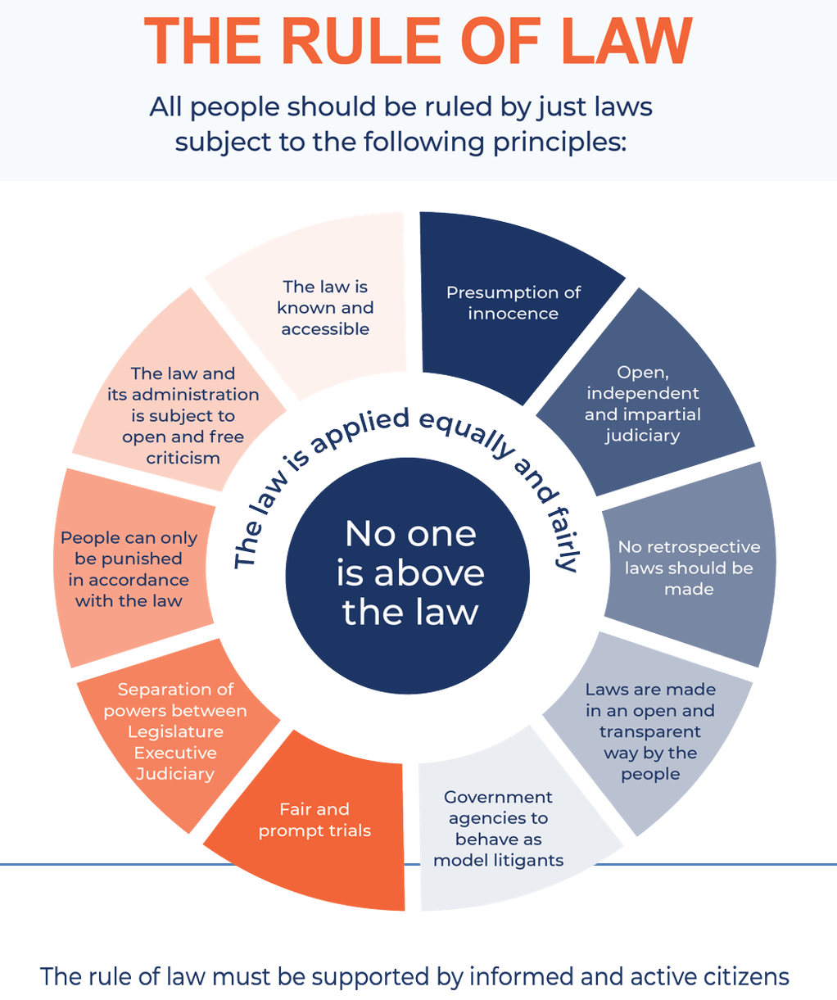 THE RULE OF LAW
All people should be ruled by just laws
subject to the following principles:
The law is
known and
accessible
Presumption of
innocence
The law and
its administration
is subject to
open and free
criticism
Open,
independent
and impartial
judiciary
The law is applied equally and fairly
No one
is above
the law
People can only
be punished
in accordance
with the law
No retrospective
laws should be
made
Separation of
powers between
Legislature
Executive
Judiciary
Laws are made
in an open and
transparent
way by the
people
Fair and
prompt trials
Government
agencies to
behave as
model litigants
The rule of law must be supported by informed and active citizens